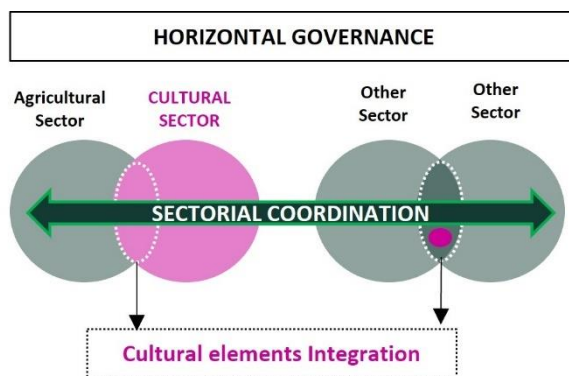 HORIZONTAL GOVERNANCE
Agricultural
Sector
CULTURAL
SECTOR
Other
Sector
Other
Sector
SECTORIAL COORDINATION
Cultural elements Integration